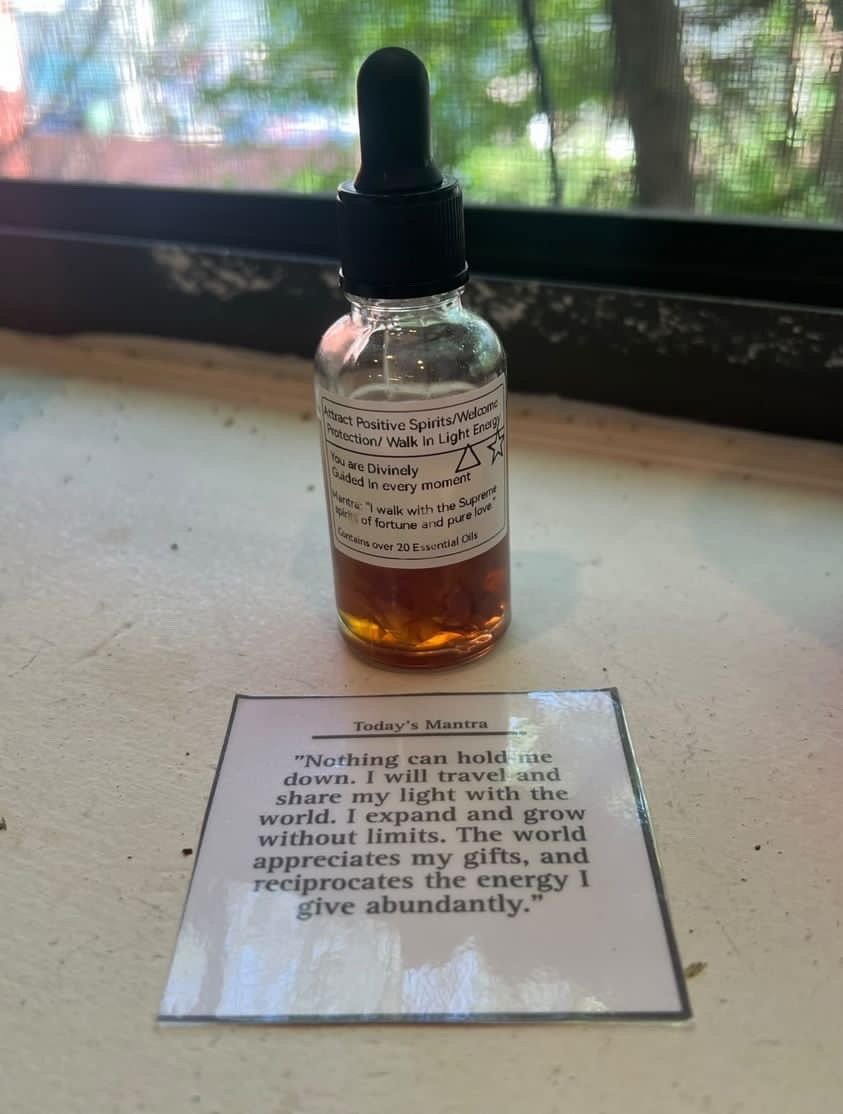 Attract Positive Spirits/Welcome
Protection/ Walk In Light Energy
You are Divinely
Guided In every moment
Mantra: "I walk with the Supreme
spirits of fortune and pure love."
Contains over 20 Essential Oils
Today's Mantra
"Nothing can hold me
down. I will travel and
share my light with the
world. I expand and grow
without limits. The world
appreciates my gifts, and
reciprocates the energy I
give abundantly."